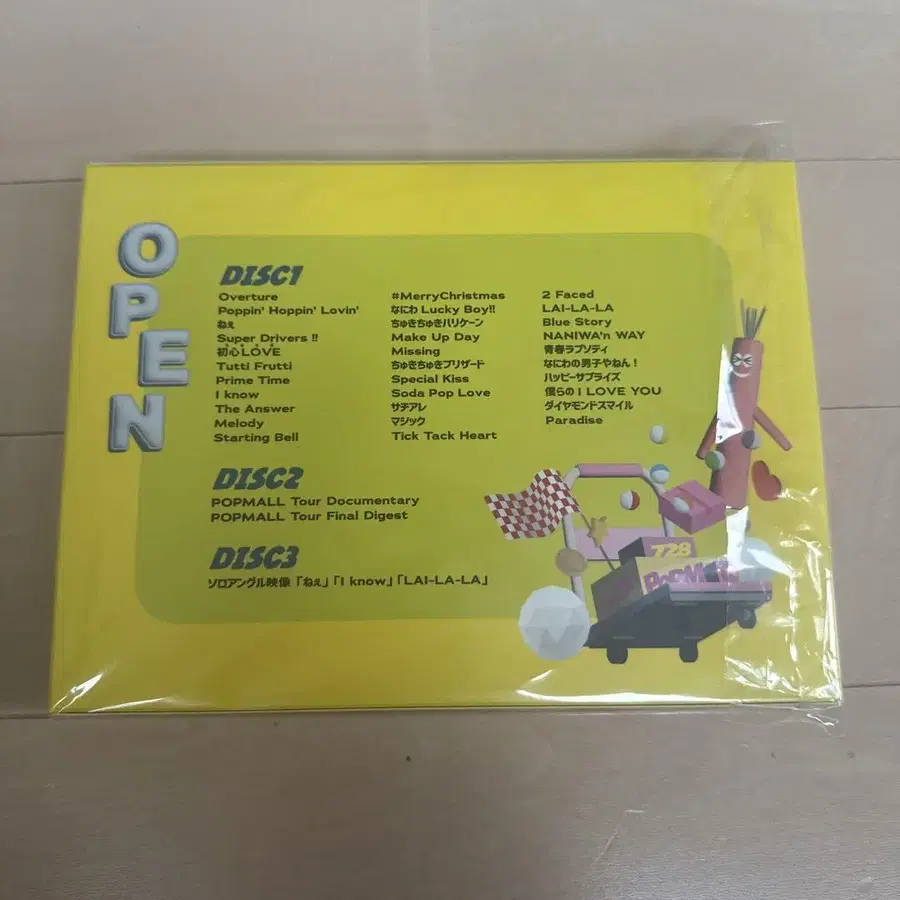 OPEN
DISC1
Overture
Poppin' Hoppin' Lovin'
ねぇ
Super Drivers !!
初心LOVE
Tutti Frutti
Prime Time
I know
The Answer
Melody
Starting Bell
#MerryChristmas
なにわ Lucky Boy!!
ちゅきちゅきハリケーン
Make Up Day
Missing
ちゅきちゅきブリザード
Special Kiss
Soda Pop Love
サチアレ
マジック
Tick Tack Heart
2 Faced
LAI-LA-LA
Blue Story
NANIWA'n WAY
青春ラプソディ
なにわの男子やねん！
ハッピーサプライズ
僕らの I LOVE YOU
ダイヤモンドスマイル
Paradise
DISC2
POPMALL Tour Documentary
POPMALL Tour Final Digest
DISC3
ソロアングル映像「ねぇ」「I know」「LAI-LA-LA」
728